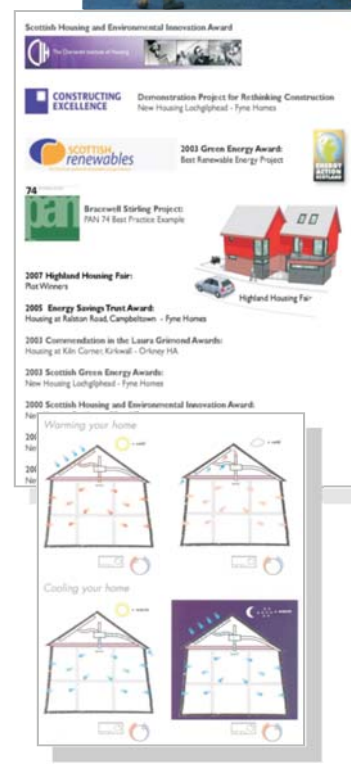 Scottish Housing and Environmental Innovation Award
The Chartered Institute of Housing
CONSTRUCTING
EXCELLENCE
Demonstration Project for Rethinking Construction
New Housing Lochgilphead - Fyne Homes
SCOTTISH
renewables
2003 Green Energy Award:
Best Renewable Energy Project
ENERGY
ACTION
SCOTLAND
74
pan
Bracewell Stirling Project:
PAN 74 Best Practice Example
Highland Housing Fair
2007 Highland Housing Fair:
Plot Winners
2005 Energy Savings Trust Award:
Housing at Ralston Road, Campbeltown - Fyne Homes
2003 Commendation in the Laura Grimond Awards:
Housing at Kiln Corner, Kirkwall - Orkney HA
2003 Scottish Green Energy Awards:
New Housing Lochgilphead - Fyne Homes
2000 Scottish Housing and Environmental Innovation Award:
Warming your home
Cooling your home